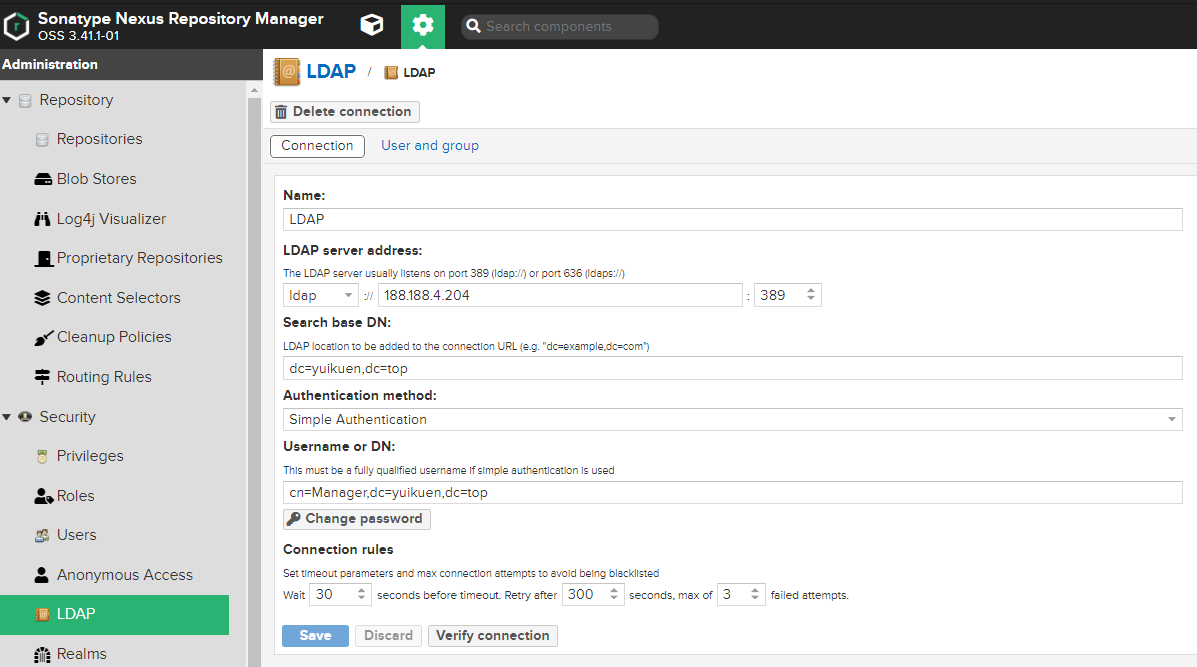 Sonatype Nexus Repository Manager
OSS 3.41.1-01
Search components
Administration
Repository
Repositories
Blob Stores
Log4j Visualizer
Proprietary Repositories
Content Selectors
Cleanup Policies
Routing Rules
Security
Privileges
Roles
Users
Anonymous Access
LDAP
Realms
LDAP / LDAP
Delete connection
Connection User and group
Name:
LDAP
LDAP server address:
The LDAP server usually listens on port 389 (ldap://) or port 636 (ldaps://)
ldap :// 188.188.4.204 : 389
Search base DN:
LDAP location to be added to the connection URL (e.g. "dc=example,dc=com")
dc=yuikuen,dc=top
Authentication method:
Simple Authentication
Username or DN:
This must be a fully qualified username if simple authentication is used
cn=Manager,dc=yuikuen,dc=top
Change password
Connection rules
Set timeout parameters and max connection attempts to avoid being blacklisted
Wait 30 seconds before timeout. Retry after 300 seconds, max of 3 failed attempts.
Save Discard Verify connection